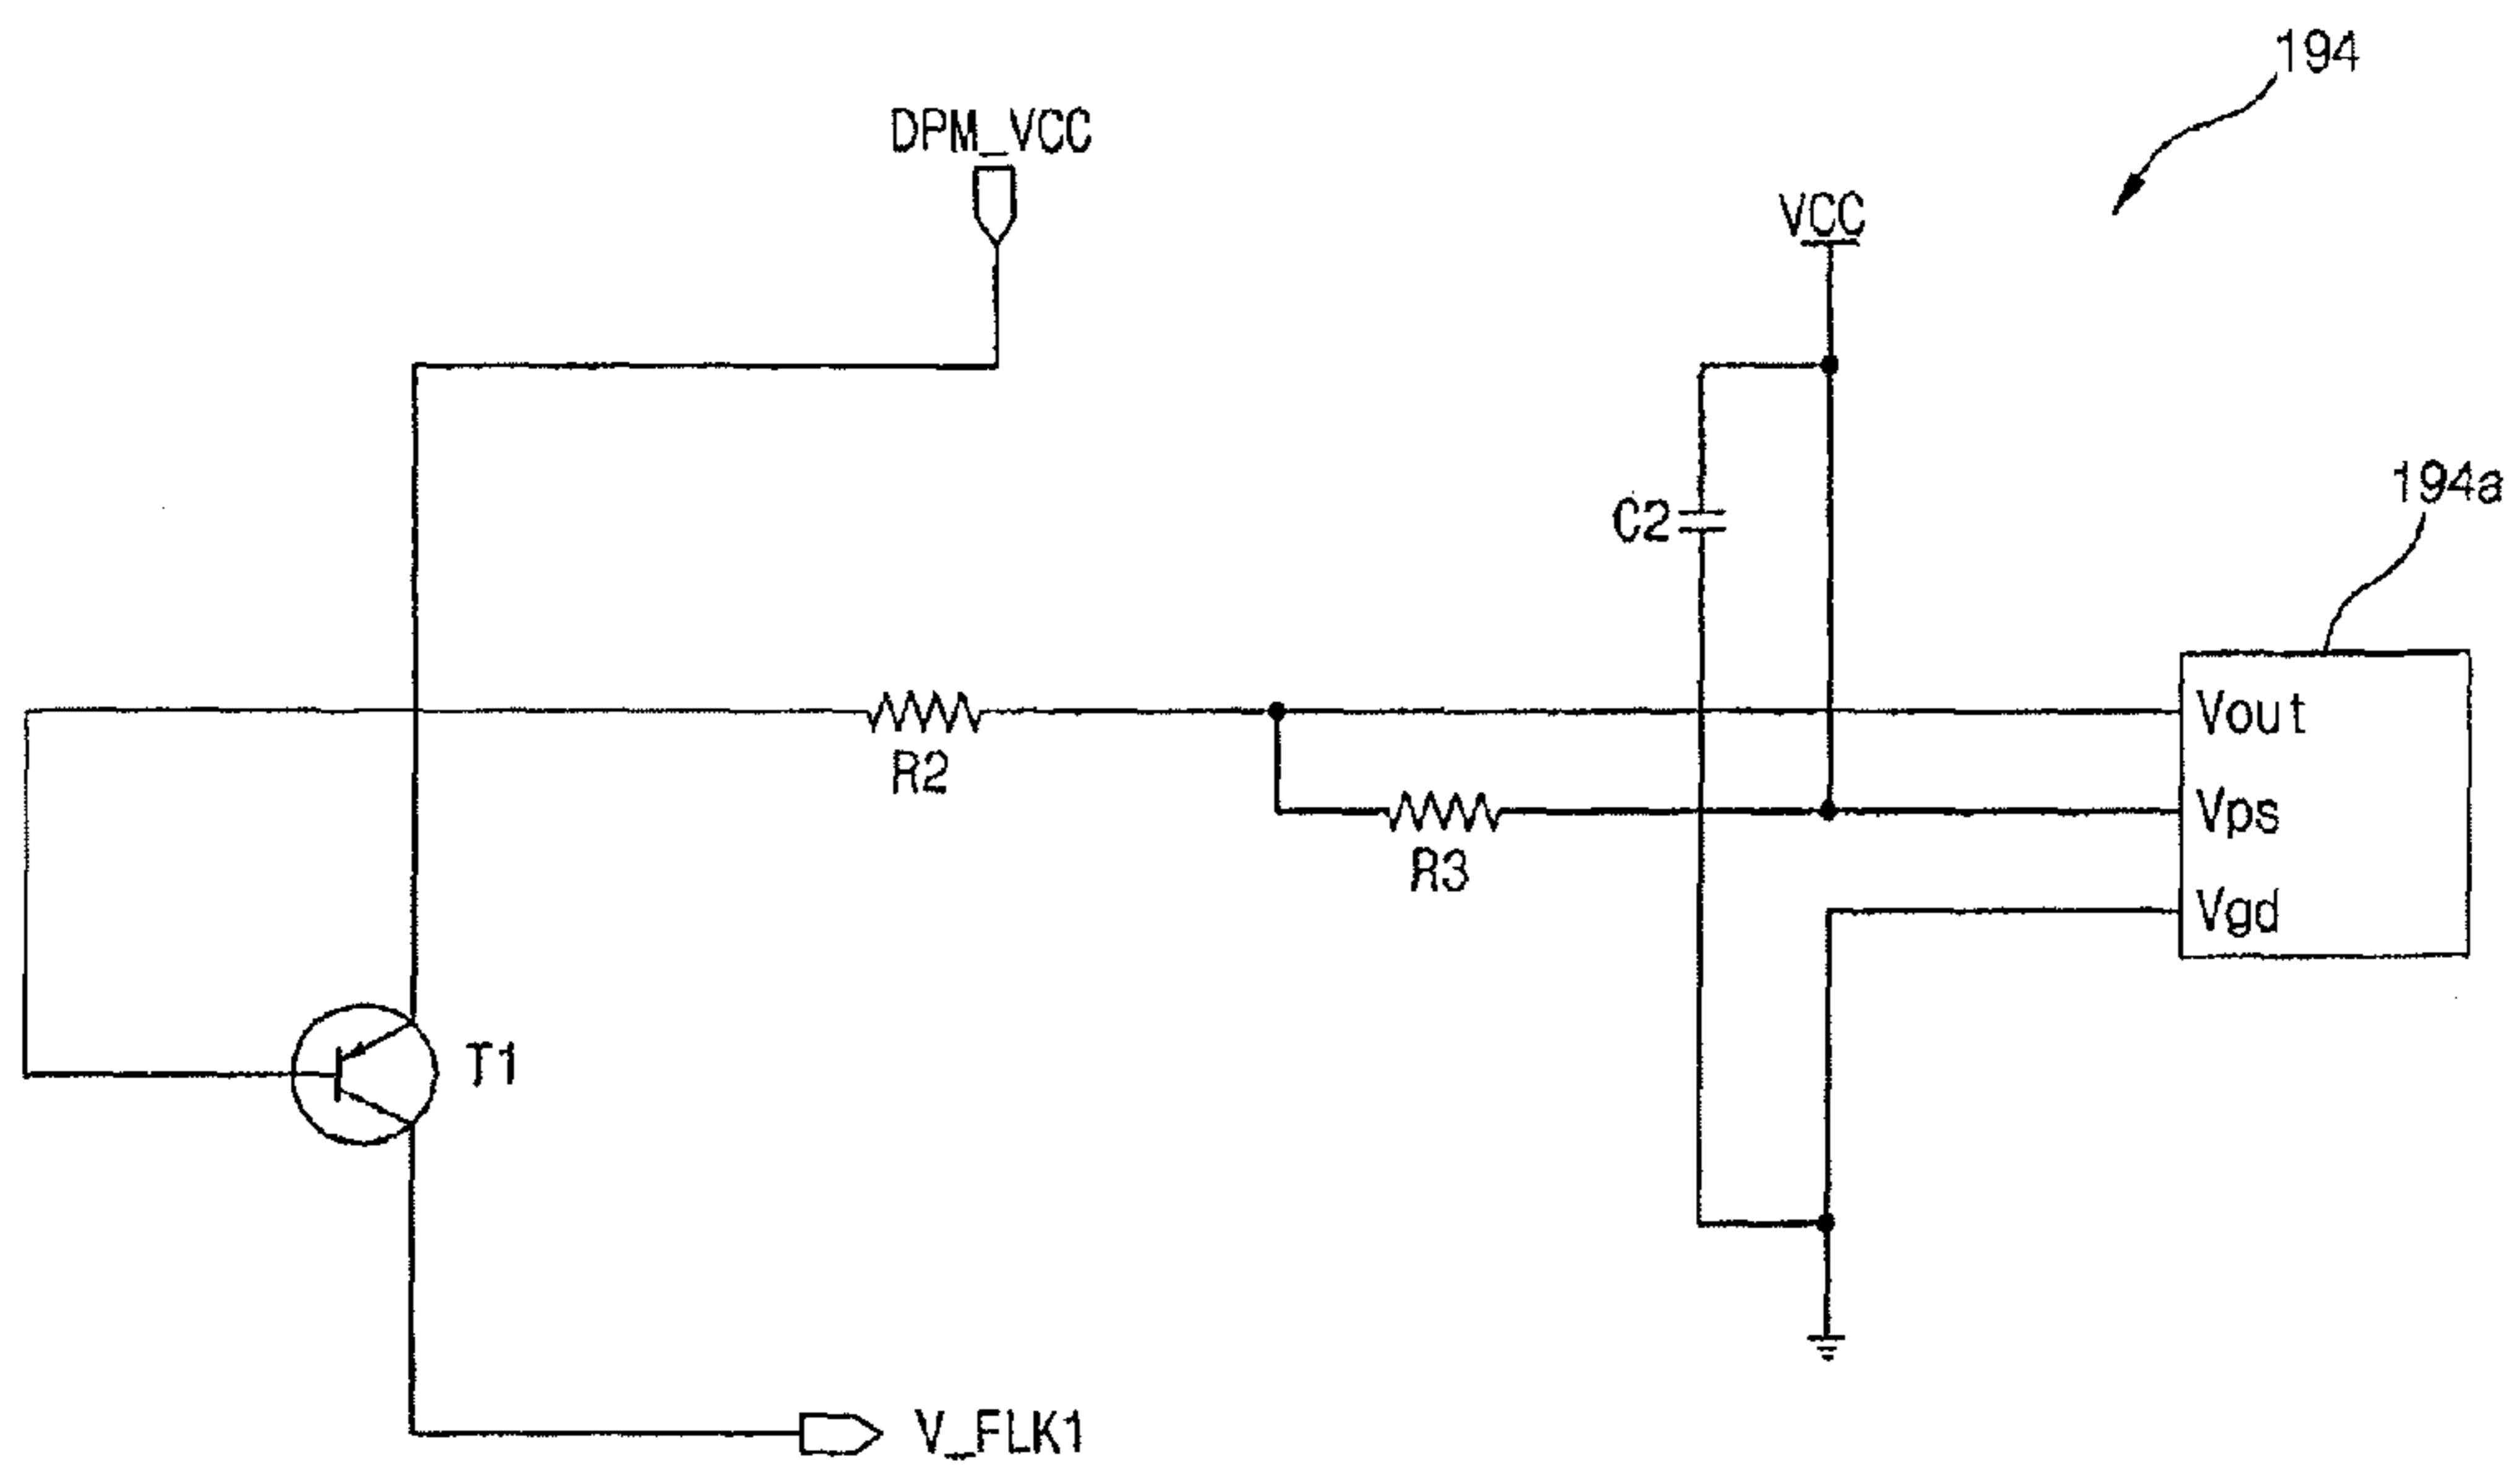 194
DPM_VCC
VCC
194a
C2
Vout
R2
Vps
R3
Vgd
T1
V_FLK1